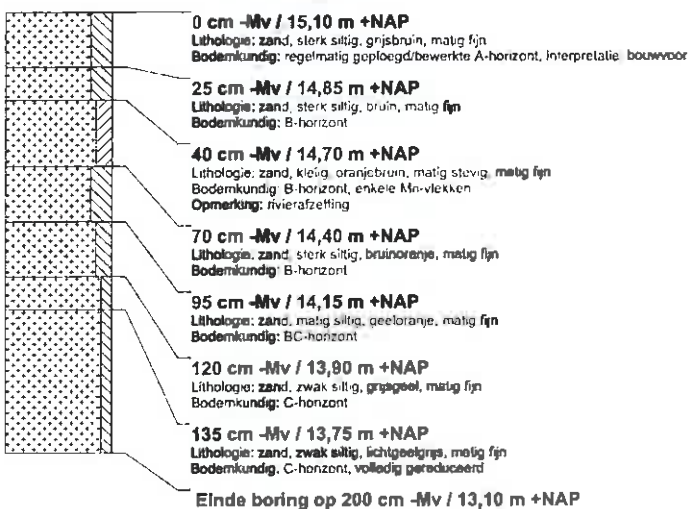 0 cm -Mv / 15,10 m +NAP
Lithologie: zand, sterk siltig, grijsbruin, matig fijn
Bodemkundig: regelmatig geploegd/bewerkte A-horizont, interpretatie: bouwvoor
25 cm -Mv / 14,85 m +NAP
Lithologie: zand, sterk siltig, bruin, matig fijn
Bodemkundig: B-horizont
40 cm -Mv / 14,70 m +NAP
Lithologie: zand, kleiig, oranjebruin, matig stevig, matig fijn
Bodemkundig: B-horizont, enkele Mn-vlekken
Opmerking: rivierafzetting
70 cm -Mv / 14,40 m +NAP
Lithologie: zand, sterk siltig, bruinoranje, matig fijn
Bodemkundig: B-horizont
95 cm -Mv / 14,15 m +NAP
Lithologie: zand, matig siltig, geeloranje, matig fijn
Bodemkundig: BC-horizont
120 cm -Mv / 13,90 m +NAP
Lithologie: zand, zwak siltig, grijsgeel, matig fijn
Bodemkundig: C-horizont
135 cm -Mv / 13,75 m +NAP
Lithologie: zand, zwak siltig, lichtgeelgrijs, matig fijn
Bodemkundig: C-horizont, volledig gereduceerd
Einde boring op 200 cm -Mv / 13,10 m +NAP